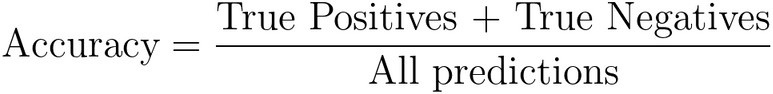 Accuracy = True Positives + True Negatives
All predictions